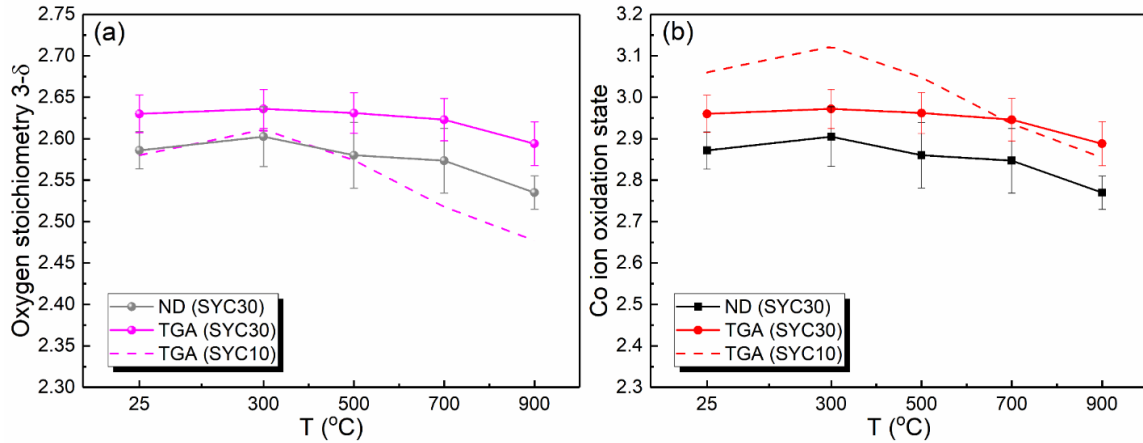 (a)
2.75
2.70
2.65
2.60
2.55
2.50
2.45
2.40
2.35
2.30
Oxygen stoichiometry 3-δ
ND (SYC30)
TGA (SYC30)
TGA (SYC10)
25 300 500 700 900
T (°C)
(b)
3.2
3.1
3.0
2.9
2.8
2.7
2.6
2.5
2.4
2.3
Co ion oxidation state
ND (SYC30)
TGA (SYC30)
TGA (SYC10)
25 300 500 700 900
T (°C)